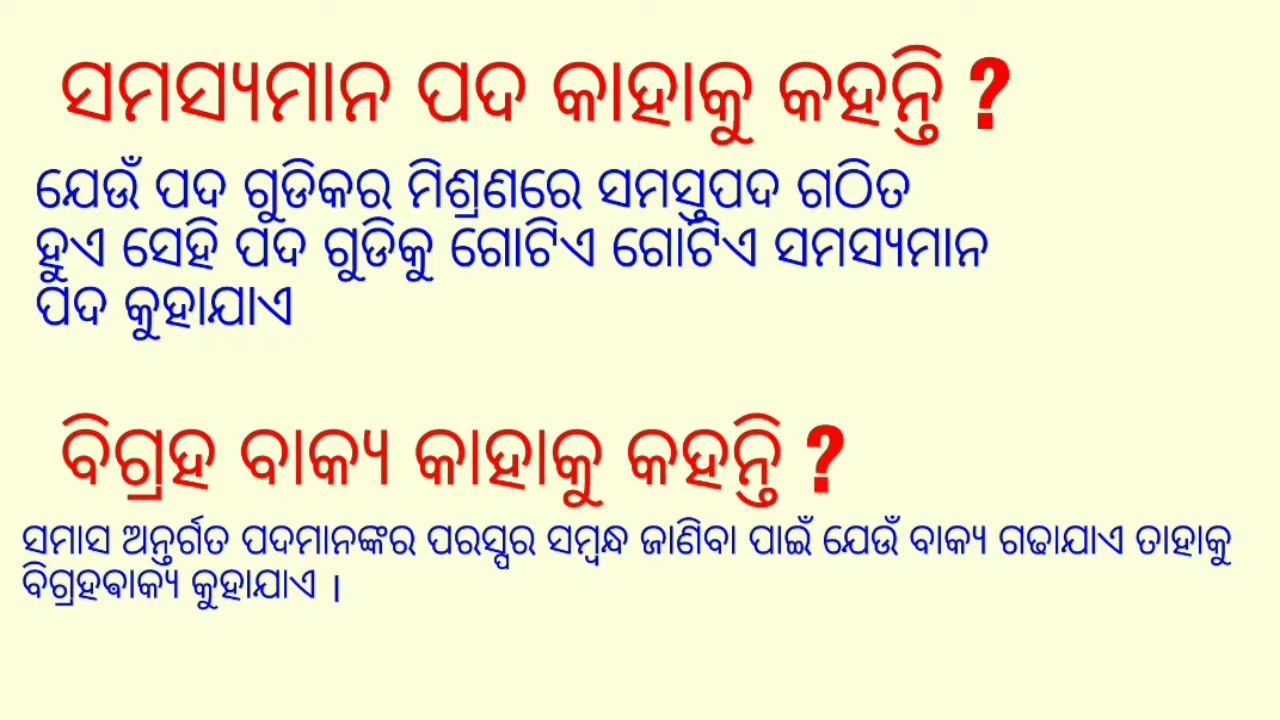 ସମସ୍ୟମାନ ପଦ କାହାକୁ କହନ୍ତି ?
ଯେଉଁ ପଦ ଗୁଡିକର ମିଶ୍ରଣରେ ସମସ୍ତପଦ ଗଠିତ
ହୁଏ ସେହି ପଦ ଗୁଡିକୁ ଗୋଟିଏ ଗୋଟିଏ ସମସ୍ୟମାନ
ପଦ କୁହାଯାଏ
ବିଗ୍ରହ ବାକ୍ୟ କାହାକୁ କହନ୍ତି ?
ସମାସ ଅନ୍ତର୍ଗତ ପଦମାନଙ୍କର ପରସ୍ପର ସମ୍ବନ୍ଧ ଜାଣିବା ପାଇଁ ଯେଉଁ ବାକ୍ୟ ଗଢାଯାଏ ତାହାକୁ
ବିଗ୍ରହଵାକ୍ୟ କୁହାଯାଏ ।